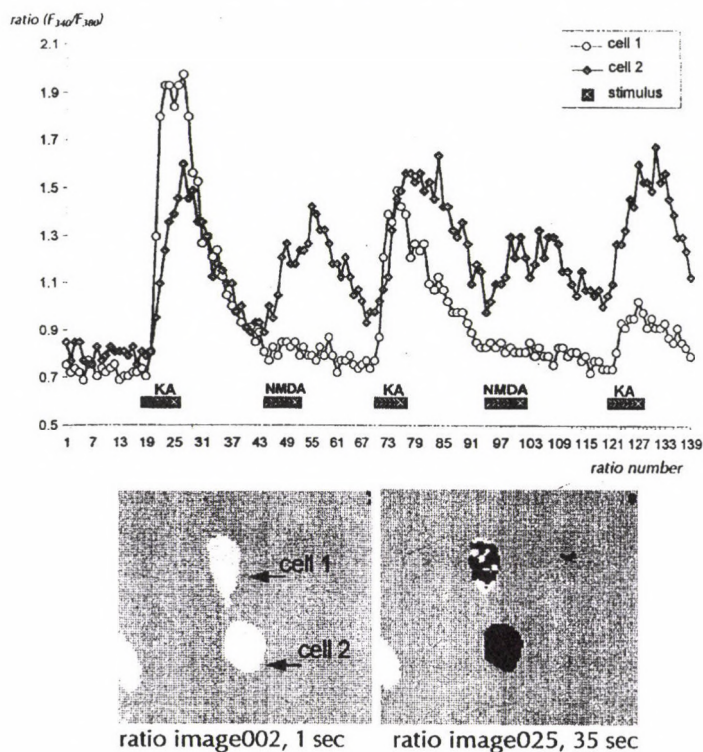 ratio (F340/F380)
2.1
1.9
1.7
1.5
1.3
1.1
0.9
0.7
0.5
cell 1
cell 2
stimulus
KA NMDA KA NMDA KA
1 7 13 19 25 31 37 43 49 55 61 67 73 79 85 91 97 103 109 115 121 127 133 139
ratio number
cell 1
cell 2
ratio image002, 1 sec ratio image025, 35 sec